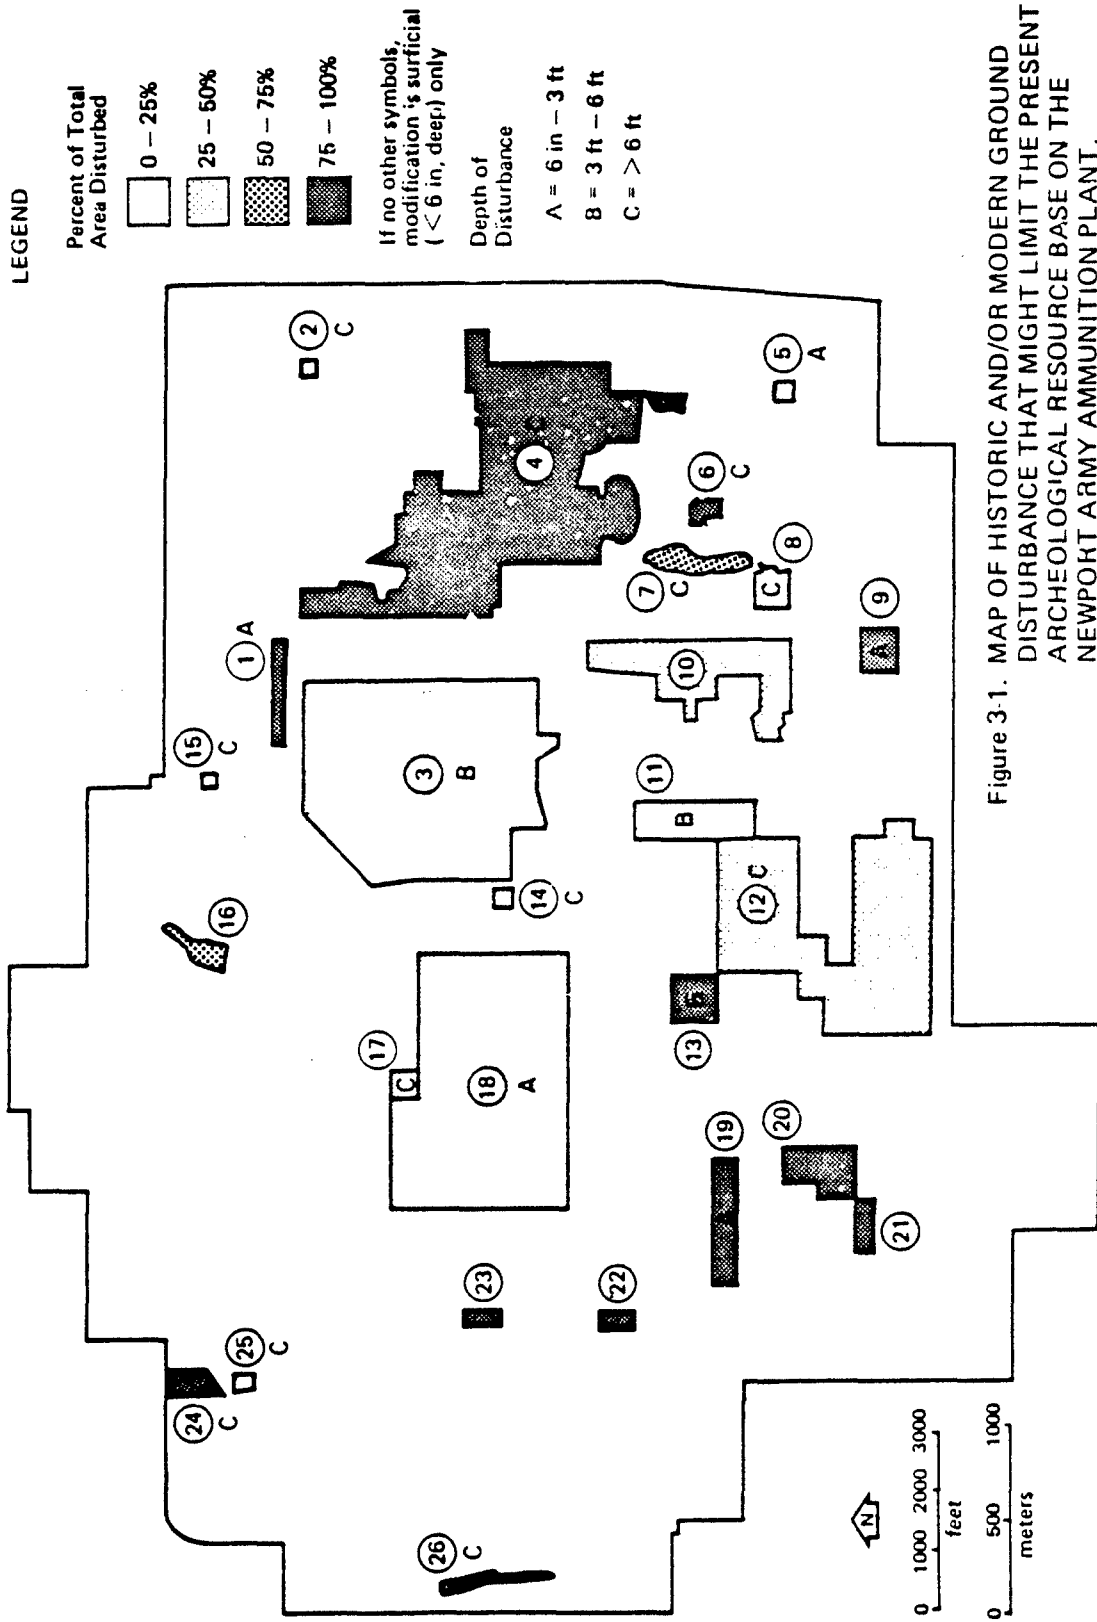 LEGEND
Percent of Total
Area Disturbed
0 – 25%
25 – 50%
50 – 75%
75 – 100%
If no other symbols,
modification is surficial
(< 6 in, deep) only
Depth of
Disturbance
A = 6 in – 3 ft
B = 3 ft – 6 ft
C = > 6 ft
1 A
2
C
3
B
4
C
5
A
6
C
7
C
8
C
9
A
10
11
B
12 C
13
B
14
C
15
C
16
17
C
18
A
19
20
21
22
23
24
C
25
C
26
C
N
0 1000 2000 3000
feet
0 500 1000
meters
Figure 3-1. MAP OF HISTORIC AND/OR MODERN GROUND
DISTURBANCE THAT MIGHT LIMIT THE PRESENT
ARCHEOLOGICAL RESOURCE BASE ON THE
NEWPORT ARMY AMMUNITION PLANT.